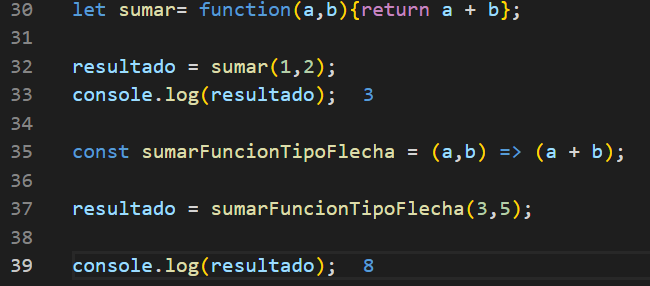 30 let sumar= function(a,b){return a + b};
31
32 resultado = sumar(1,2);
33 console.log(resultado); 3
34
35 const sumarFuncionTipoFlecha = (a,b) => (a + b);
36
37 resultado = sumarFuncionTipoFlecha(3,5);
38
39 console.log(resultado); 8